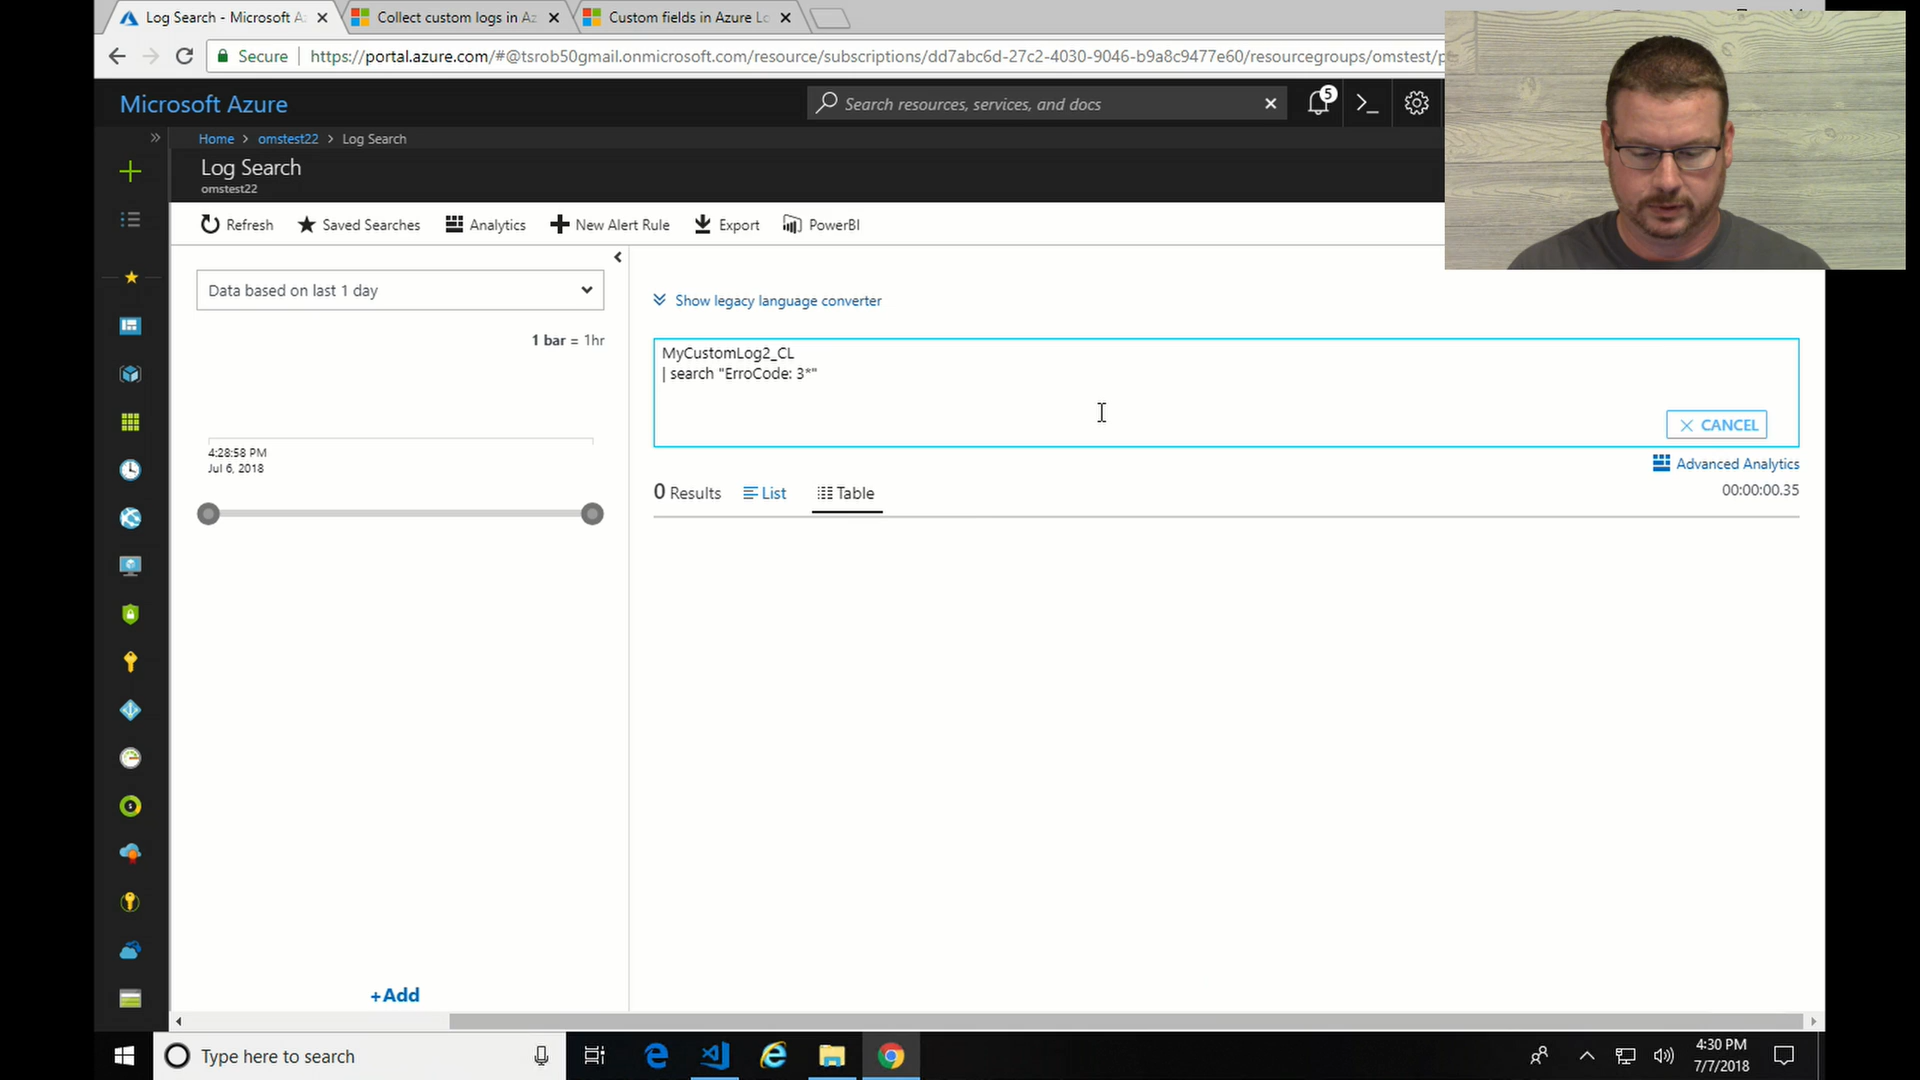 Log Search - Microsoft A
Collect custom logs in Az
Custom fields in Azure Lo
Secure
https://portal.azure.com/#@tsrob50gmail.onmicrosoft.com/resource/subscriptions/dd7abc6d-27c2-4030-9046-b9a8c9477e60/resourcegroups/omstest/p
Microsoft Azure
Search resources, services, and docs
5
Home > omstest22 > Log Search
Log Search
omstest22
Refresh
Saved Searches
Analytics
New Alert Rule
Export
PowerBI
Data based on last 1 day
1 bar = 1hr
4:28:58 PM
Jul 6, 2018
+Add
Show legacy language converter
MyCustomLog2_CL
| search "ErroCode: 3*"
CANCEL
Advanced Analytics
0 Results
List
Table
00:00:00.35
Type here to search
4:30 PM
7/7/2018